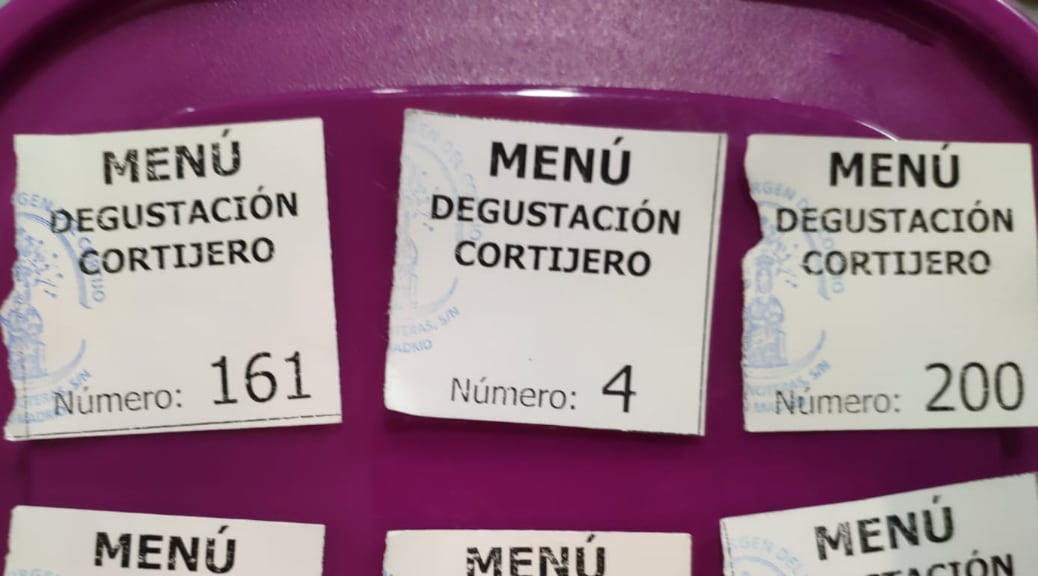 MENÚ
DEGUSTACIÓN
CORTIJERO
Número: 161
MENÚ
DEGUSTACIÓN
CORTIJERO
Número: 4
MENÚ
DEGUSTACIÓN
CORTIJERO
Número: 200
MENÚ
MENÚ
MENÚ